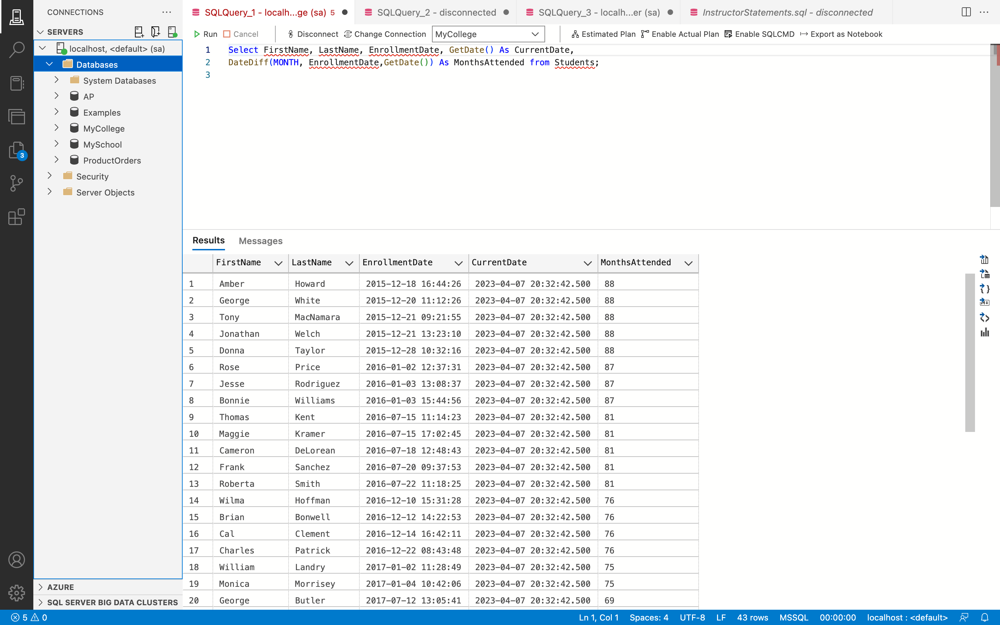 CONNECTIONS
SERVERS
localhost, <default> (sa)
Databases
System Databases
AP
Examples
MyCollege
MySchool
ProductOrders
Security
Server Objects
AZURE
SQL SERVER BIG DATA CLUSTERS
3
SQLQuery_1 - localh...ge (sa) 5
SQLQuery_2 - disconnected
SQLQuery_3 - localh...er (sa)
InstructorStatements.sql - disconnected
Run Cancel Disconnect Change Connection MyCollege Estimated Plan Enable Actual Plan Enable SQLCMD Export as Notebook
1 Select FirstName, LastName, EnrollmentDate, GetDate() As CurrentDate,
2 DateDiff(MONTH, EnrollmentDate,GetDate()) As MonthsAttended from Students;
3
Results Messages
FirstName LastName EnrollmentDate CurrentDate MonthsAttended
1 Amber Howard 2015-12-18 16:44:26 2023-04-07 20:32:42.500 88
2 George White 2015-12-20 11:12:26 2023-04-07 20:32:42.500 88
3 Tony MacNamara 2015-12-21 09:21:55 2023-04-07 20:32:42.500 88
4 Jonathan Welch 2015-12-21 13:23:10 2023-04-07 20:32:42.500 88
5 Donna Taylor 2015-12-28 10:32:16 2023-04-07 20:32:42.500 88
6 Rose Price 2016-01-02 12:37:31 2023-04-07 20:32:42.500 87
7 Jesse Rodriguez 2016-01-03 13:08:37 2023-04-07 20:32:42.500 87
8 Bonnie Williams 2016-01-03 15:44:56 2023-04-07 20:32:42.500 87
9 Thomas Kent 2016-07-15 11:14:23 2023-04-07 20:32:42.500 81
10 Maggie Kramer 2016-07-15 17:02:45 2023-04-07 20:32:42.500 81
11 Cameron DeLorean 2016-07-18 12:48:43 2023-04-07 20:32:42.500 81
12 Frank Sanchez 2016-07-20 09:37:53 2023-04-07 20:32:42.500 81
13 Roberta Smith 2016-07-22 11:18:25 2023-04-07 20:32:42.500 81
14 Wilma Hoffman 2016-12-10 15:31:28 2023-04-07 20:32:42.500 76
15 Brian Bonwell 2016-12-12 14:22:53 2023-04-07 20:32:42.500 76
16 Cal Clement 2016-12-14 16:42:11 2023-04-07 20:32:42.500 76
17 Charles Patrick 2016-12-22 08:43:48 2023-04-07 20:32:42.500 76
18 William Landry 2017-01-02 11:28:49 2023-04-07 20:32:42.500 75
19 Monica Morrisey 2017-01-04 10:42:06 2023-04-07 20:32:42.500 75
20 George Butler 2017-07-12 13:05:41 2023-04-07 20:32:42.500 69
5 0 Ln 1, Col 1 Spaces: 4 UTF-8 LF 43 rows MSSQL 00:00:00 localhost : <default>